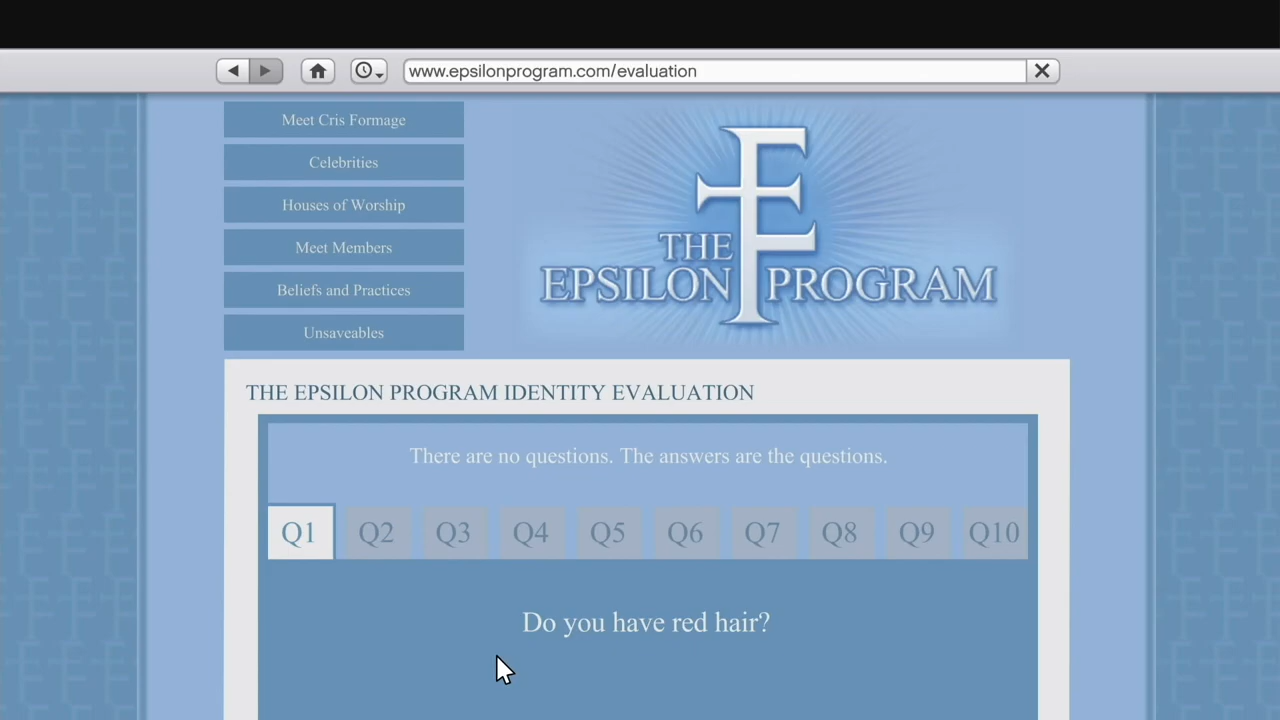 www.epsilonprogram.com/evaluation
Meet Cris Formage
Celebrities
Houses of Worship
Meet Members
Beliefs and Practices
Unsaveables
THE
EPSILON PROGRAM
THE EPSILON PROGRAM IDENTITY EVALUATION
There are no questions. The answers are the questions.
Q1 Q2 Q3 Q4 Q5 Q6 Q7 Q8 Q9 Q10
Do you have red hair?